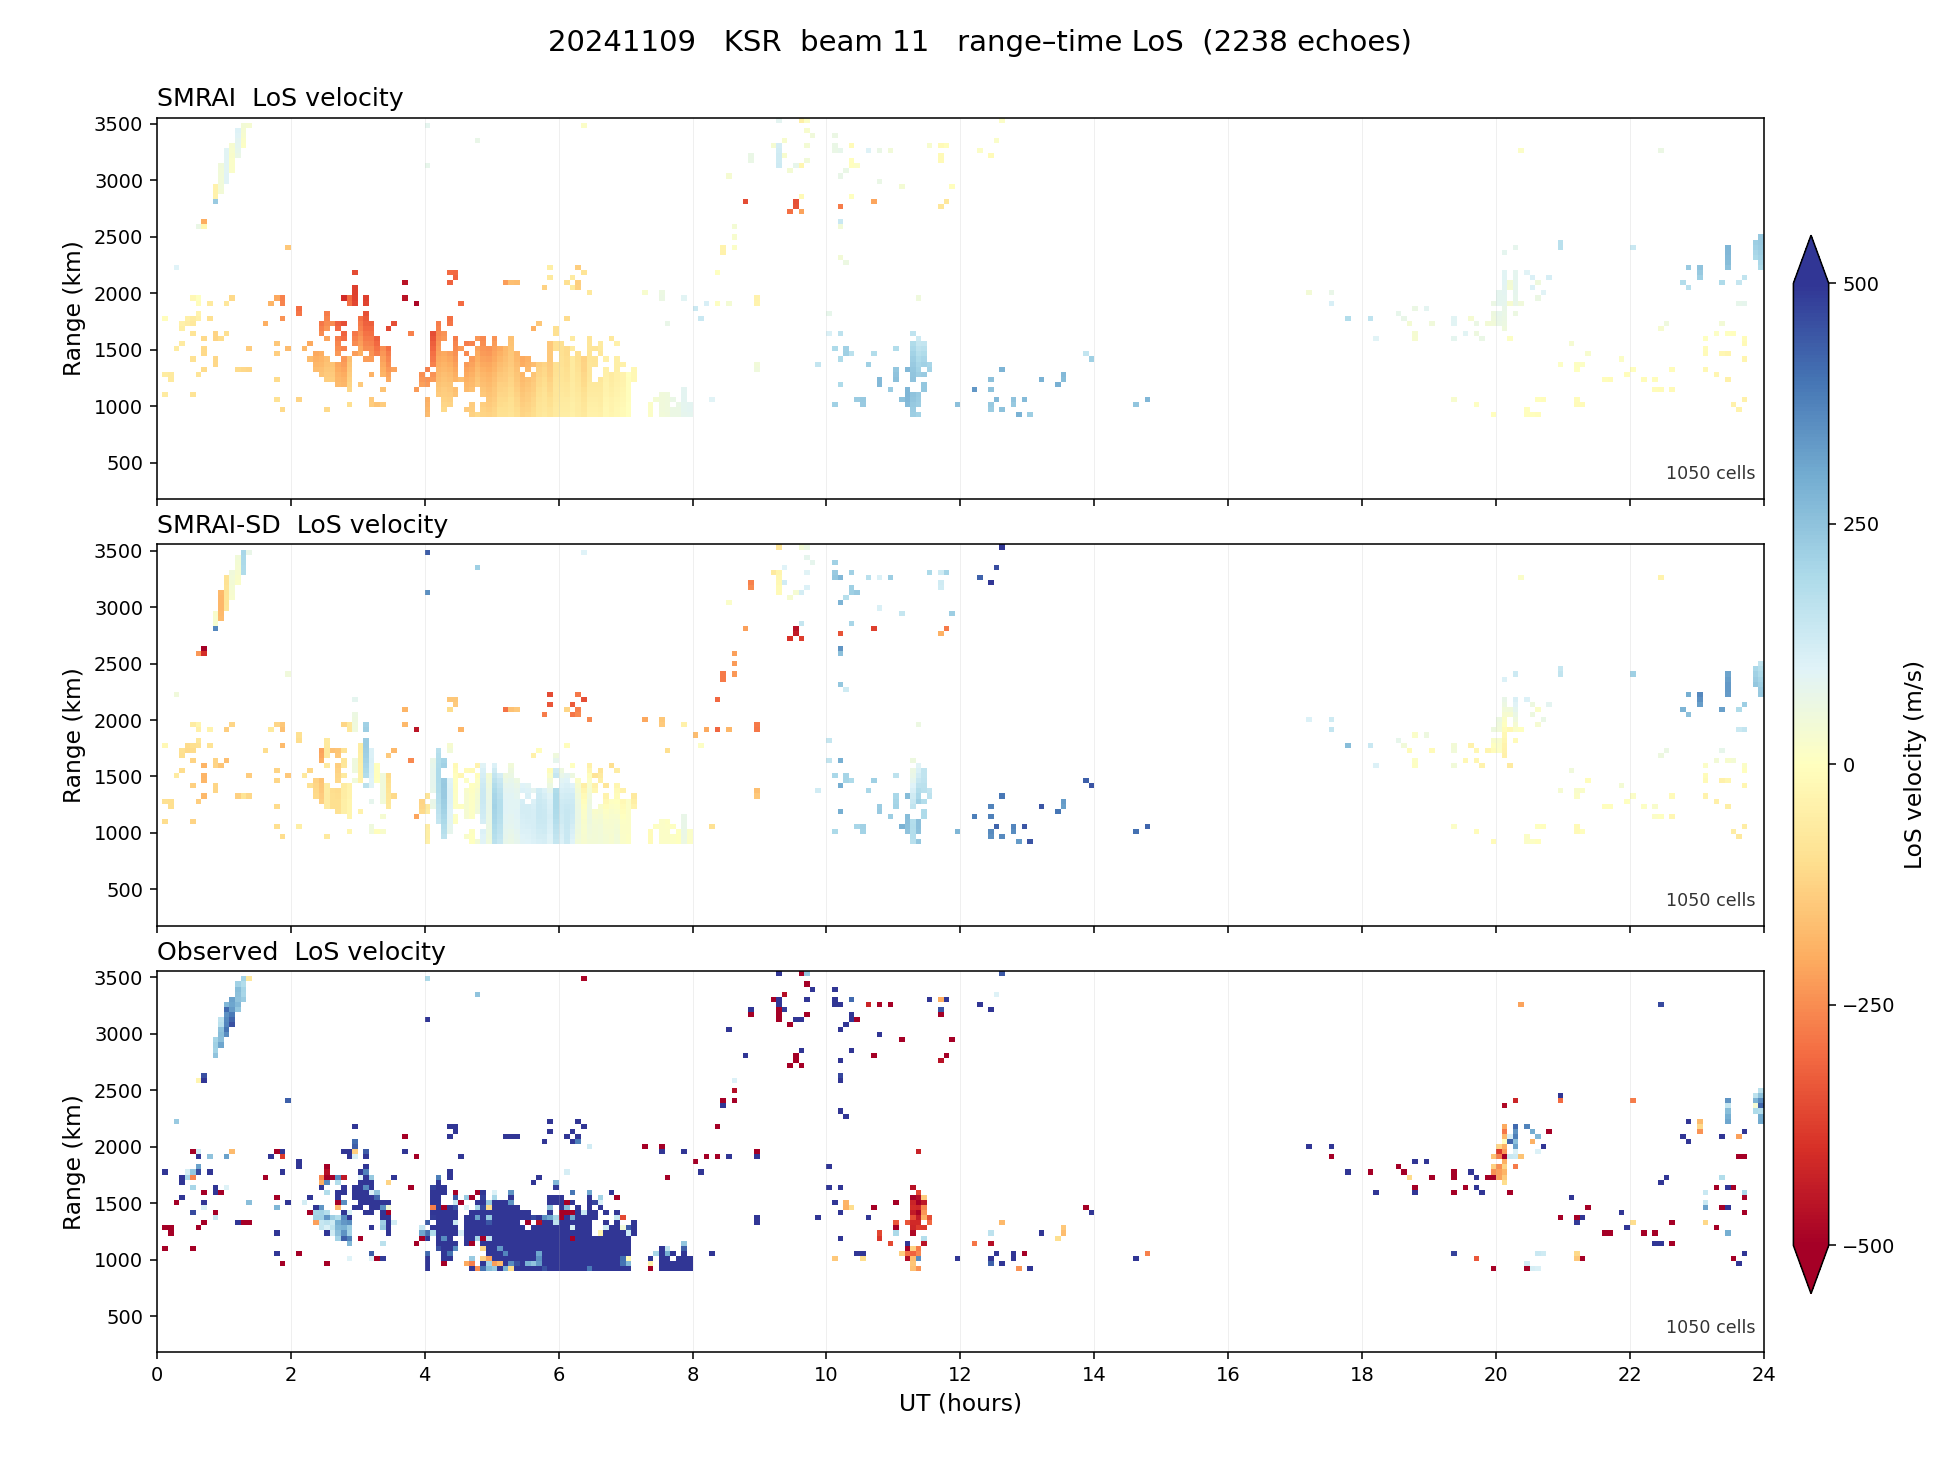 20241109   KSR  beam 11   range–time LoS  (2238 echoes)
SMRAI  LoS velocity
3500
3000
2500
2000
1500
1000
500
Range (km)
1050 cells
SMRAI-SD  LoS velocity
3500
3000
2500
2000
1500
1000
500
Range (km)
1050 cells
Observed  LoS velocity
3500
3000
2500
2000
1500
1000
500
Range (km)
1050 cells
0 2 4 6 8 10 12 14 16 18 20 22 24
UT (hours)
500
250
0
−250
−500
LoS velocity (m/s)